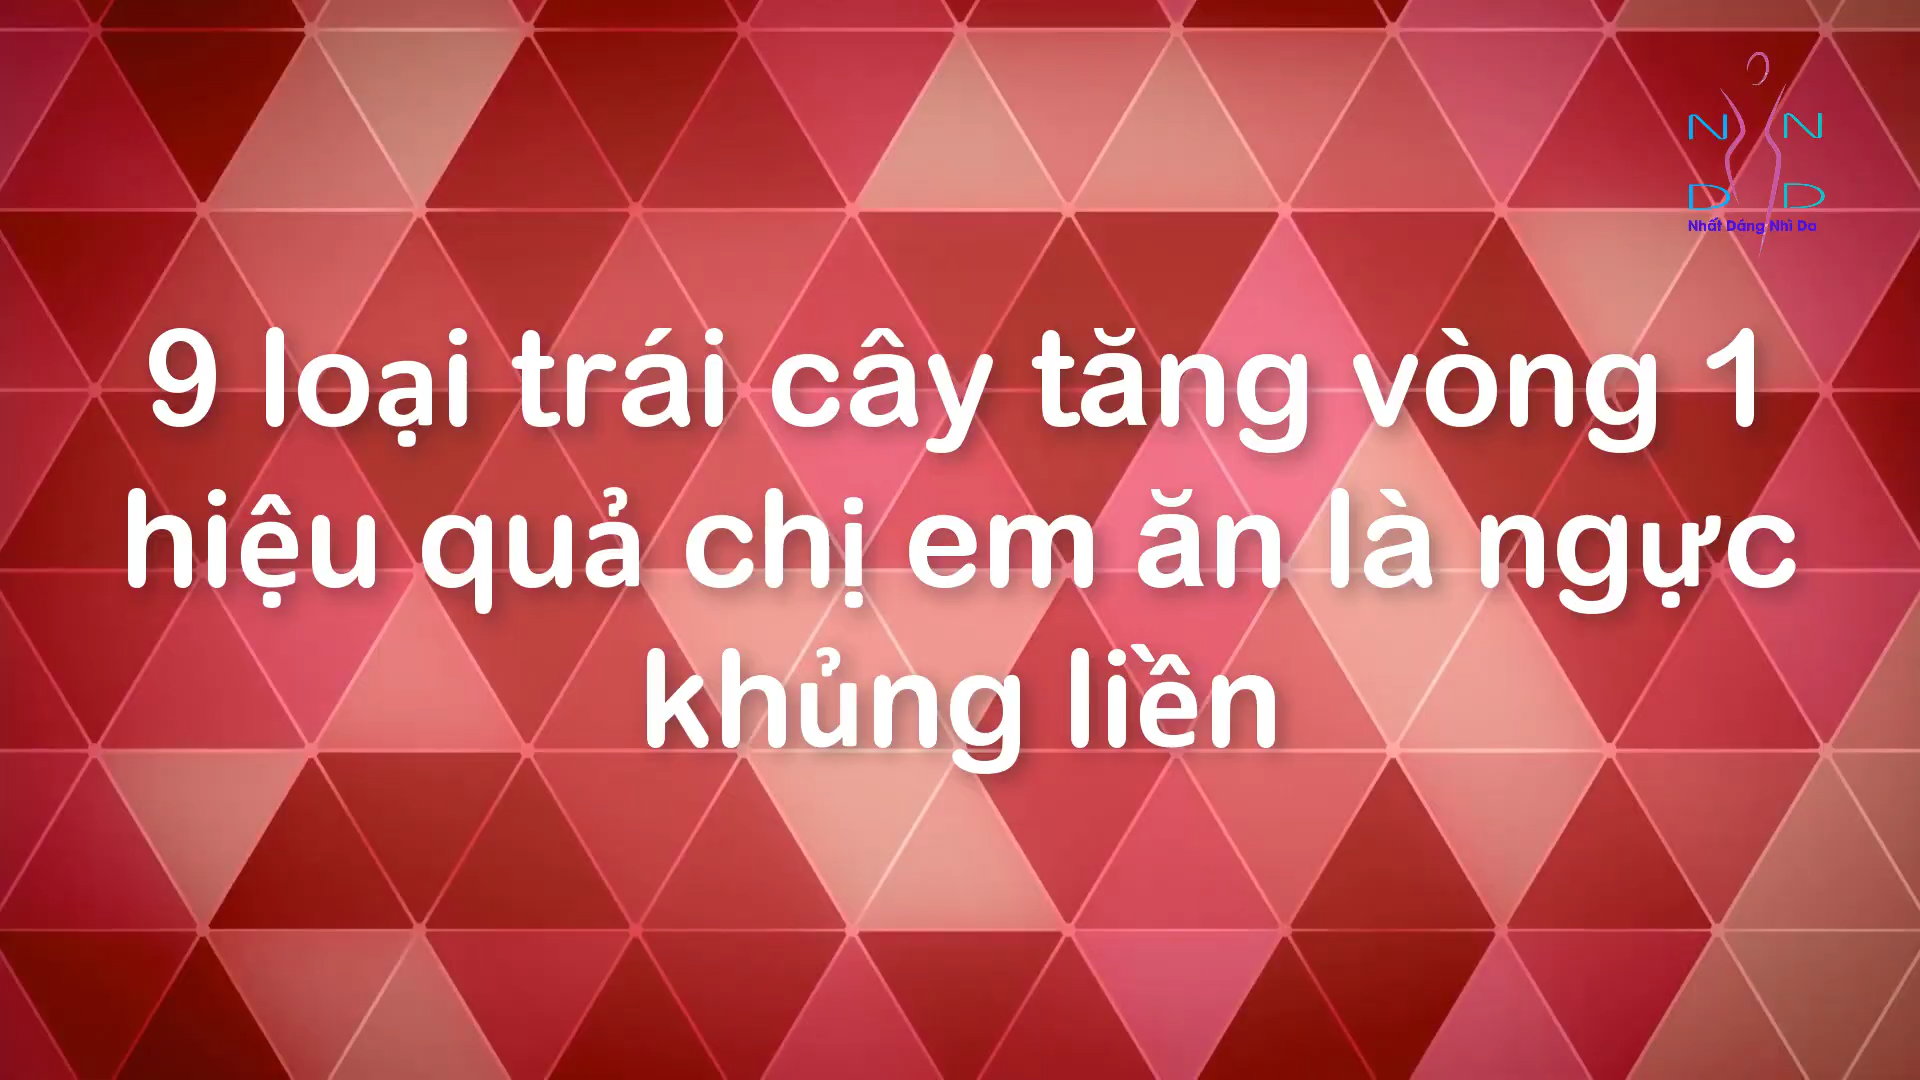 N N
D D
Nhất Dáng Nhì Da
9 loại trái cây tăng vòng 1
hiệu quả chị em ăn là ngực
khủng liền